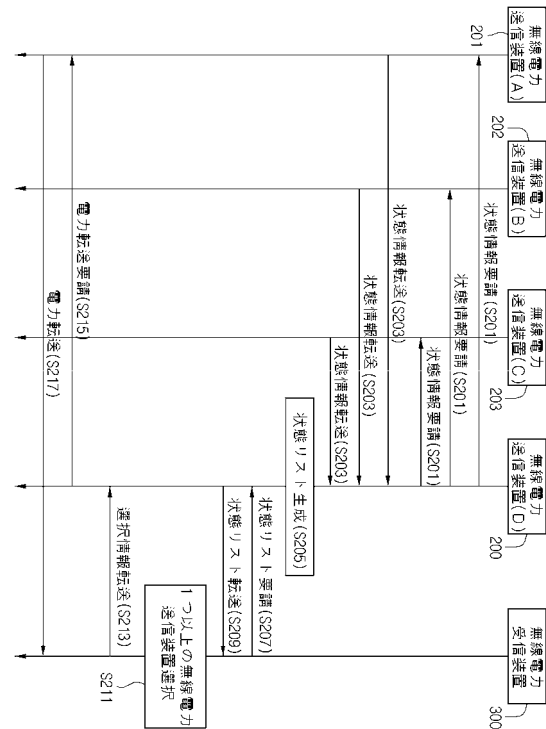 無線電力
送信装置(A)
201
無線電力
送信装置(B)
202
無線電力
送信装置(C)
203
無線電力
送信装置(D)
200
無線電力
受信装置
300
状態情報要請(S201)
状態情報要請(S201)
状態情報要請(S201)
状態情報転送(S203)
状態情報転送(S203)
状態情報転送(S203)
状態リスト生成(S205)
状態リスト要請(S207)
状態リスト転送(S209)
1つ以上の無線電力
送信装置選択
S211
選択情報転送(S213)
電力転送要請(S215)
電力転送(S217)